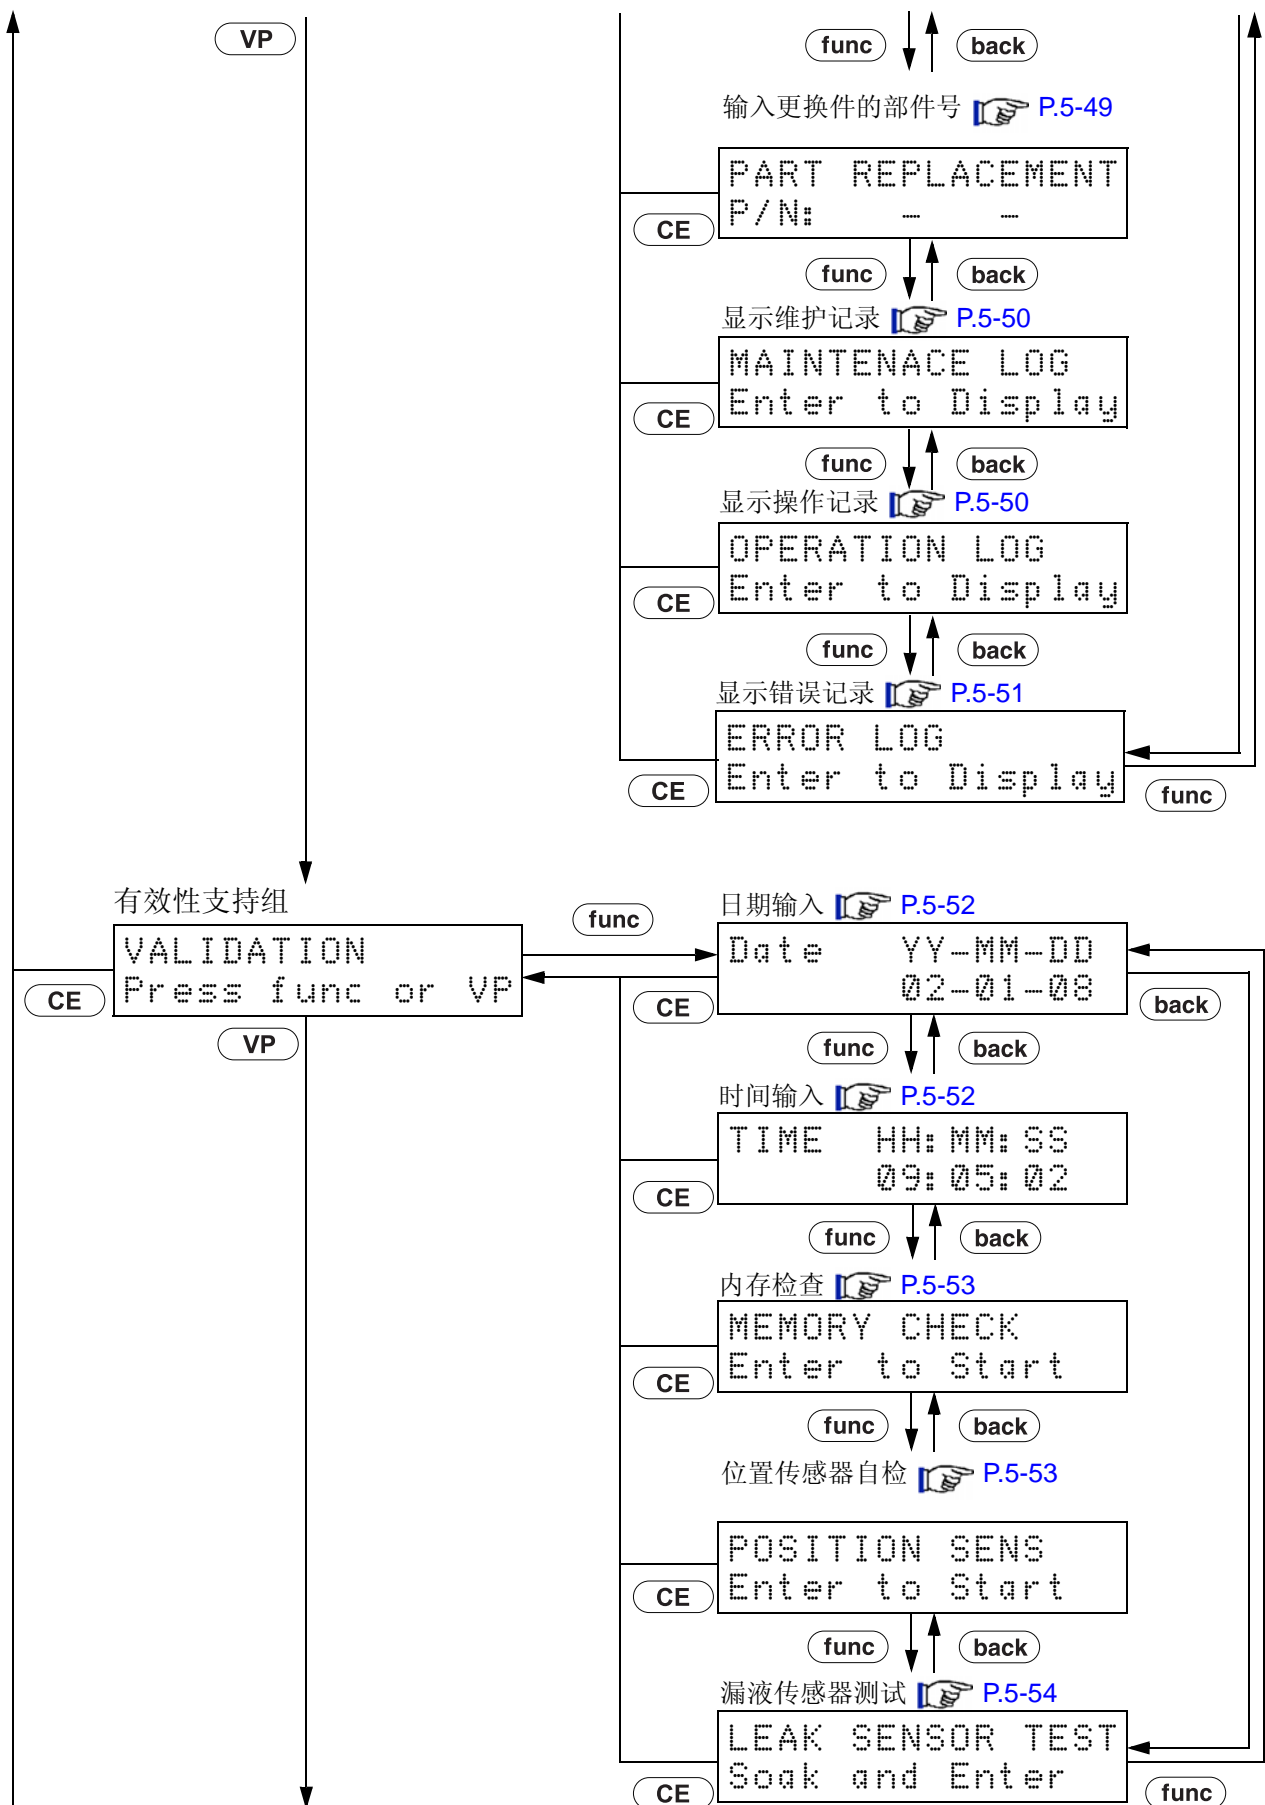 VP
func back
输入更换件的部件号 P.5-49
PART REPLACEMENT
P/N: - -
CE
func back
显示维护记录 P.5-50
MAINTENACE LOG
Enter to Display
CE
func back
显示操作记录 P.5-50
OPERATION LOG
Enter to Display
CE
func back
显示错误记录 P.5-51
ERROR LOG
Enter to Display
CE
func
有效性支持组
VALIDATION
Press func or VP
CE
VP
func
日期输入 P.5-52
Date YY-MM-DD
02-01-08
CE
back
func back
时间输入 P.5-52
TIME HH:MM:SS
09:05:02
CE
func back
内存检查 P.5-53
MEMORY CHECK
Enter to Start
CE
func back
位置传感器自检 P.5-53
POSITION SENS
Enter to Start
CE
func back
漏液传感器测试 P.5-54
LEAK SENSOR TEST
Soak and Enter
CE
func